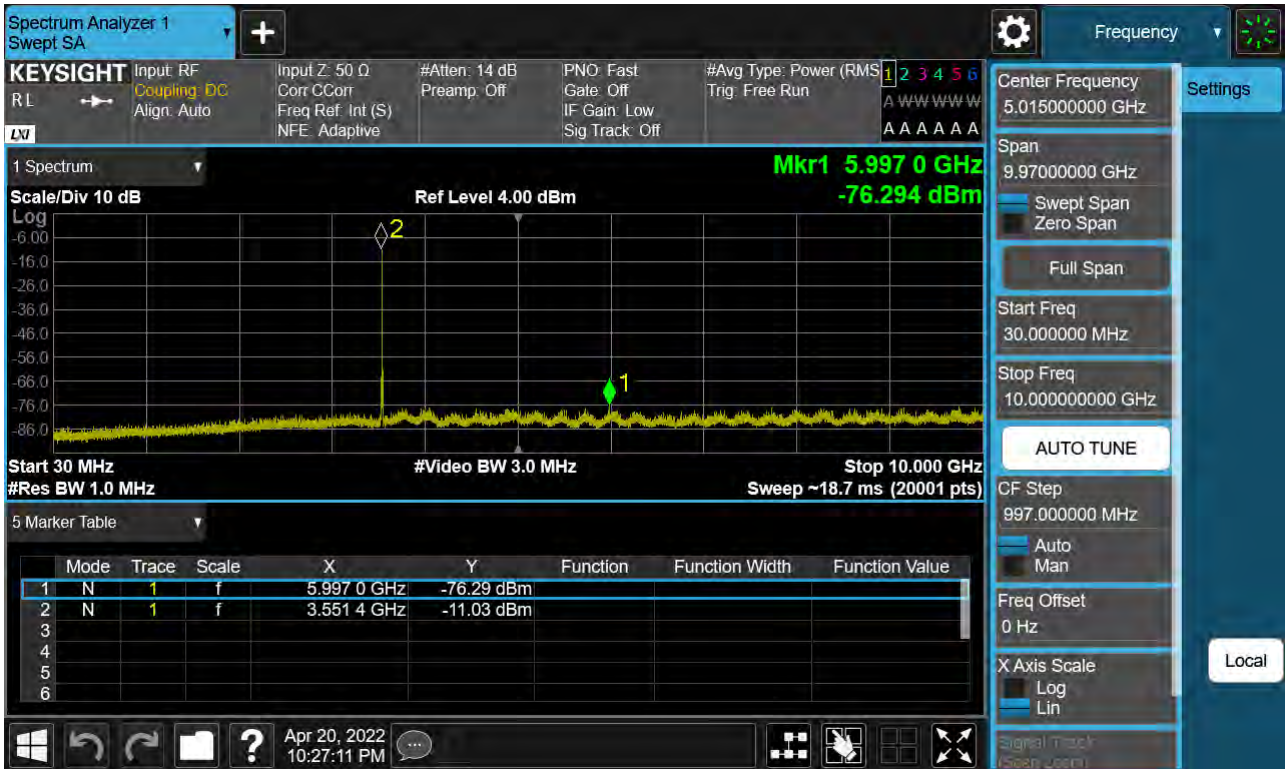 Spectrum Analyzer 1
Swept SA
Frequency
KEYSIGHT
RL
LXI
Input: RF
Coupling: DC
Align: Auto
Input Z: 50 Ω
Corr CCorr
Freq Ref: Int (S)
NFE: Adaptive
#Atten: 14 dB
Preamp: Off
PNO: Fast
Gate: Off
IF Gain: Low
Sig Track: Off
#Avg Type: Power (RMS
Trig: Free Run
1 2 3 4 5 6
A W W W W W
A A A A A A
1 Spectrum
Mkr1 5.997 0 GHz
Scale/Div 10 dB
Ref Level 4.00 dBm
-76.294 dBm
Log
-6.00
-16.0
-26.0
-36.0
-46.0
-56.0
-66.0
-76.0
-86.0
2
1
Start 30 MHz
#Video BW 3.0 MHz
Stop 10.000 GHz
#Res BW 1.0 MHz
Sweep ~18.7 ms (20001 pts)
5 Marker Table
Mode Trace Scale X Y Function Function Width Function Value
1 N 1 f 5.997 0 GHz -76.29 dBm
2 N 1 f 3.551 4 GHz -11.03 dBm
3
4
5
6
Apr 20, 2022
10:27:11 PM
?
Center Frequency
5.015000000 GHz
Settings
Span
9.97000000 GHz
Swept Span
Zero Span
Full Span
Start Freq
30.000000 MHz
Stop Freq
10.000000000 GHz
AUTO TUNE
CF Step
997.000000 MHz
Auto
Man
Freq Offset
0 Hz
X Axis Scale
Log
Lin
Local
Signal Track
(Span Zoom)